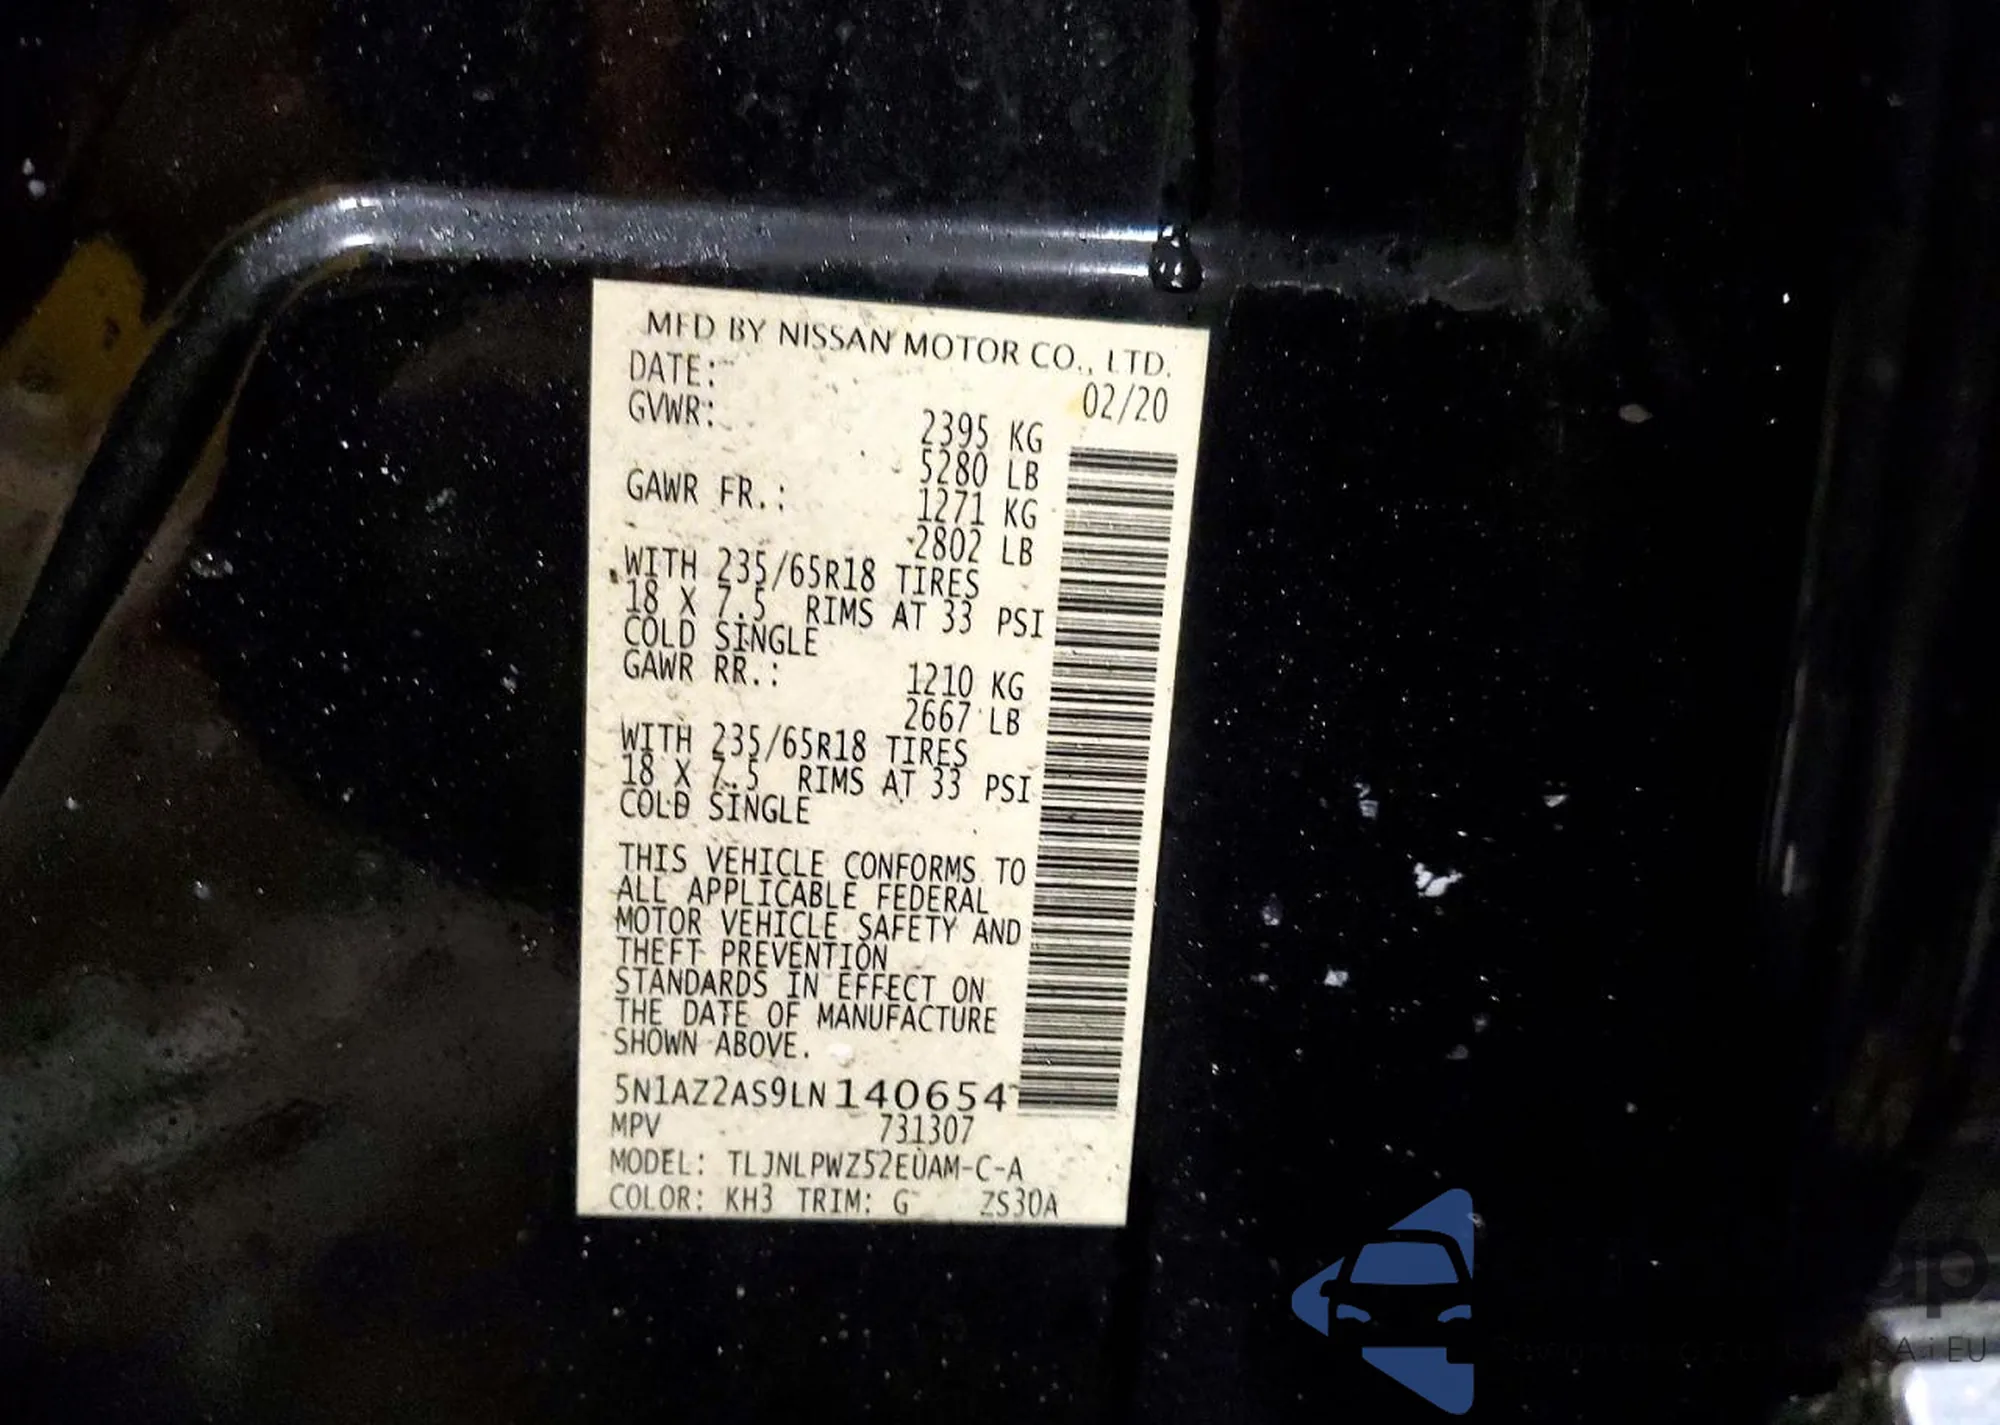 MFD BY NISSAN MOTOR CO., LTD.
DATE: 02/20
GVWR: 2395 KG
5280 LB
GAWR FR.: 1271 KG
2802 LB
WITH 235/65R18 TIRES
18 X 7.5 RIMS AT 33 PSI
COLD SINGLE
GAWR RR.: 1210 KG
2667 LB
WITH 235/65R18 TIRES
18 X 7.5 RIMS AT 33 PSI
COLD SINGLE
THIS VEHICLE CONFORMS TO
ALL APPLICABLE FEDERAL
MOTOR VEHICLE SAFETY AND
THEFT PREVENTION
STANDARDS IN EFFECT ON
THE DATE OF MANUFACTURE
SHOWN ABOVE.
5N1AZ2AS9LN140654
MPV 731307
MODEL: TLJNLPWZ52EUAM-C-A
COLOR: KH3 TRIM: G ZS30A
i EU